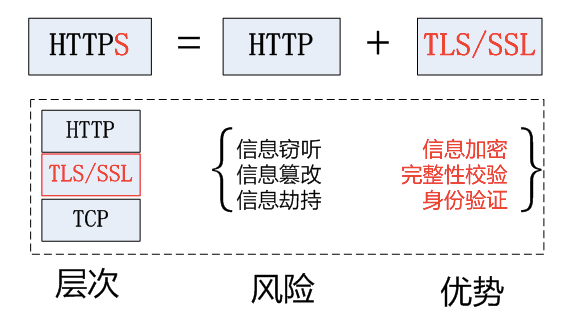 HTTPS = HTTP + TLS/SSL
HTTP
TLS/SSL
TCP
信息窃听
信息篡改
信息劫持
信息加密
完整性校验
身份验证
层次
风险
优势